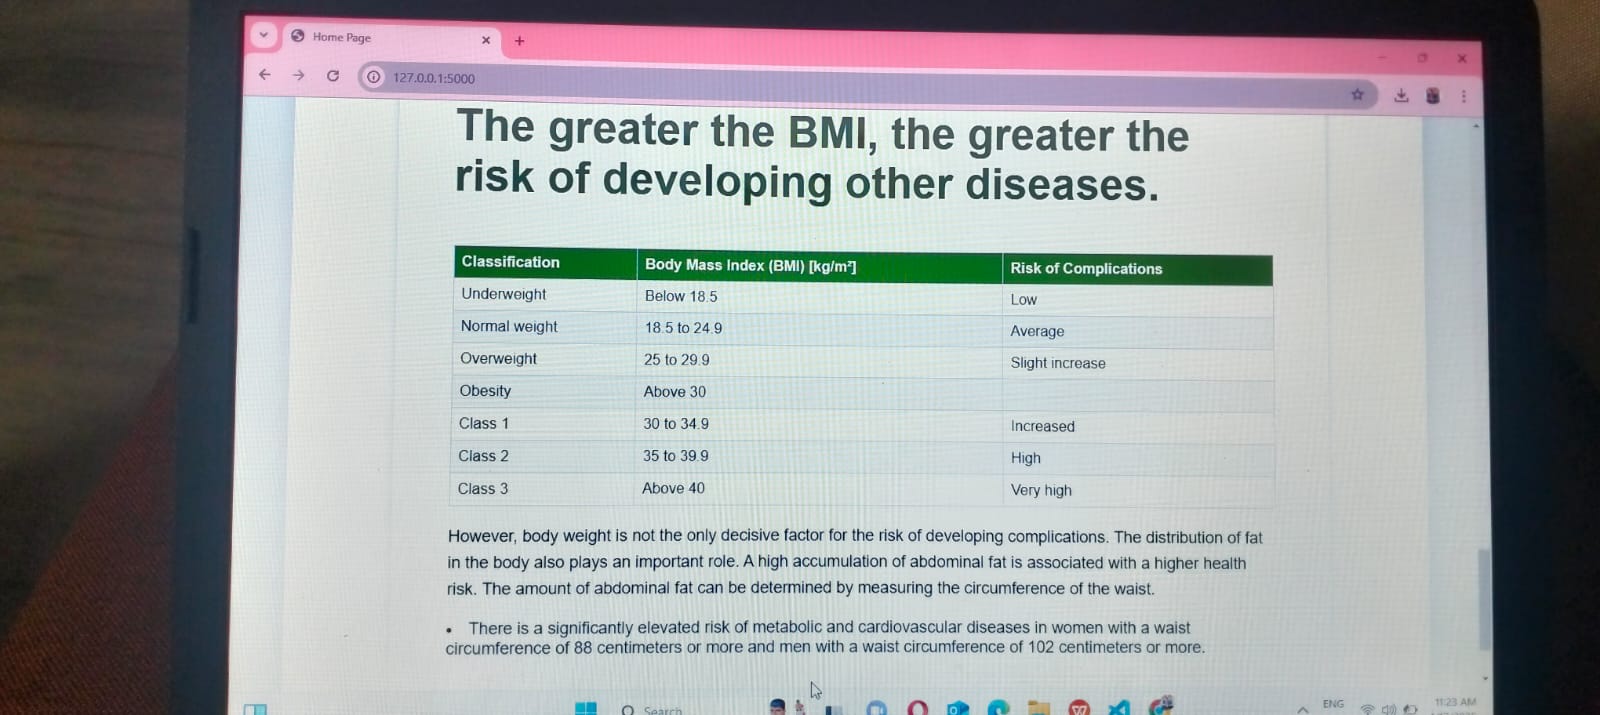 Home Page
127.0.0.1:5000
The greater the BMI, the greater the
risk of developing other diseases.
Classification Body Mass Index (BMI) [kg/m²] Risk of Complications
Underweight Below 18.5 Low
Normal weight 18.5 to 24.9 Average
Overweight 25 to 29.9 Slight increase
Obesity Above 30
Class 1 30 to 34.9 Increased
Class 2 35 to 39.9 High
Class 3 Above 40 Very high
However, body weight is not the only decisive factor for the risk of developing complications. The distribution of fat
in the body also plays an important role. A high accumulation of abdominal fat is associated with a higher health
risk. The amount of abdominal fat can be determined by measuring the circumference of the waist.
• There is a significantly elevated risk of metabolic and cardiovascular diseases in women with a waist
circumference of 88 centimeters or more and men with a waist circumference of 102 centimeters or more.
Search ENG 11:23 AM